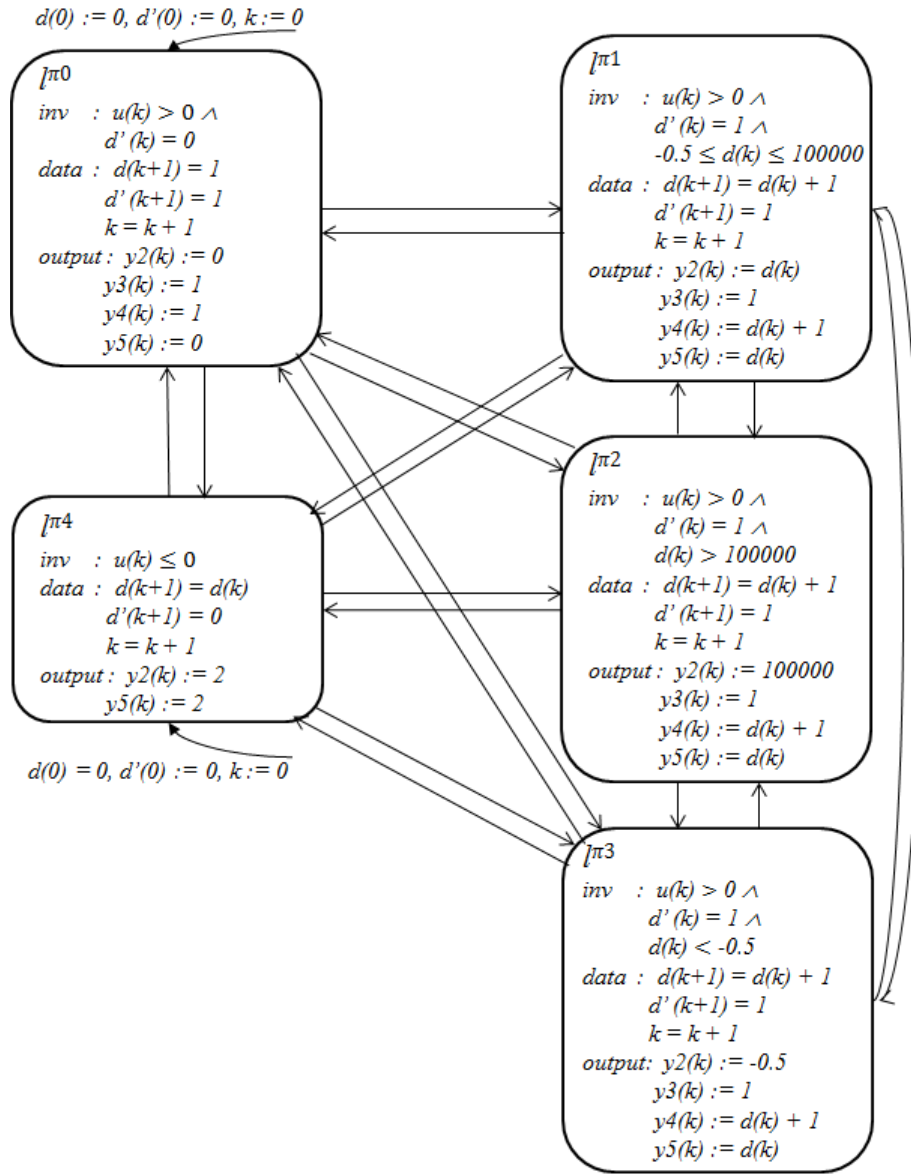 d(0) := 0, d'(0) := 0, k := 0
lπ0
inv : u(k) > 0 ∧
d'(k) = 0
data : d(k+1) = 1
d'(k+1) = 1
k = k + 1
output : y2(k) := 0
y3(k) := 1
y4(k) := 1
y5(k) := 0
lπ1
inv : u(k) > 0 ∧
d'(k) = 1 ∧
-0.5 ≤ d(k) ≤ 100000
data : d(k+1) = d(k) + 1
d'(k+1) = 1
k = k + 1
output : y2(k) := d(k)
y3(k) := 1
y4(k) := d(k) + 1
y5(k) := d(k)
lπ4
inv : u(k) ≤ 0
data : d(k+1) = d(k)
d'(k+1) = 0
k = k + 1
output : y2(k) := 2
y5(k) := 2
d(0) = 0, d'(0) := 0, k := 0
lπ2
inv : u(k) > 0 ∧
d'(k) = 1 ∧
d(k) > 100000
data : d(k+1) = d(k) + 1
d'(k+1) = 1
k = k + 1
output : y2(k) := 100000
y3(k) := 1
y4(k) := d(k) + 1
y5(k) := d(k)
lπ3
inv : u(k) > 0 ∧
d'(k) = 1 ∧
d(k) < -0.5
data : d(k+1) = d(k) + 1
d'(k+1) = 1
k = k + 1
output: y2(k) := -0.5
y3(k) := 1
y4(k) := d(k) + 1
y5(k) := d(k)